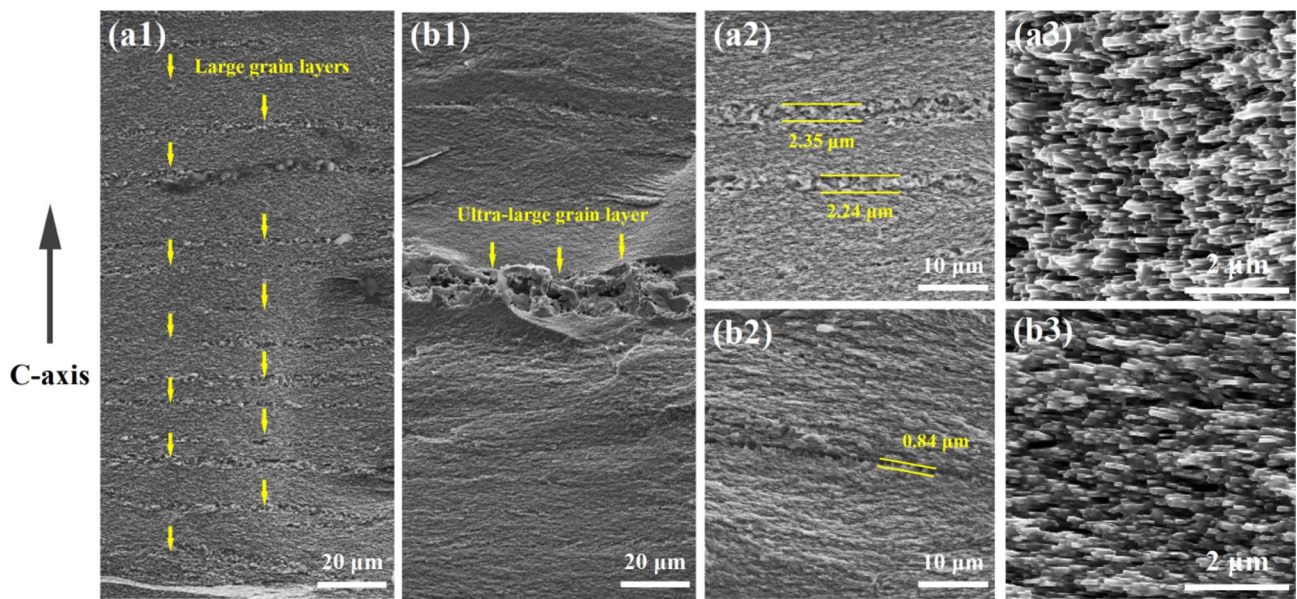 C-axis
(a1)
Large grain layers
20 μm
(b1)
Ultra-large grain layer
20 μm
(a2)
2.35 μm
2.24 μm
10 μm
(a3)
2 μm
(b2)
0.84 μm
10 μm
(b3)
2 μm